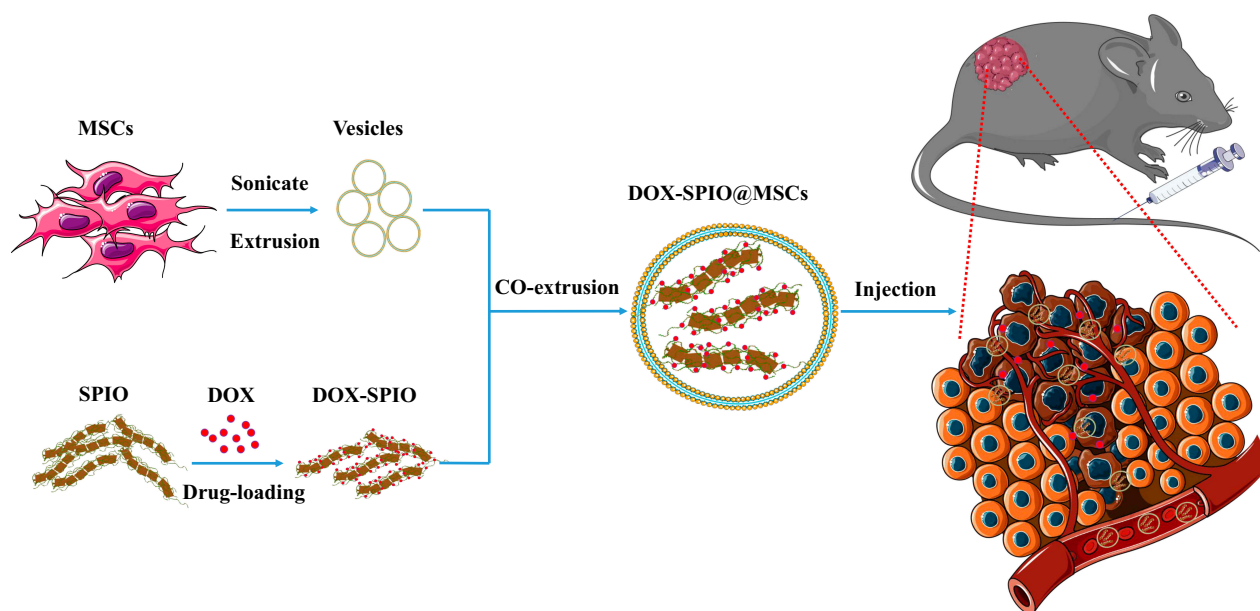 MSCs
Vesicles
Sonicate
Extrusion
SPIO
DOX
DOX-SPIO
Drug-loading
CO-extrusion
DOX-SPIO@MSCs
Injection